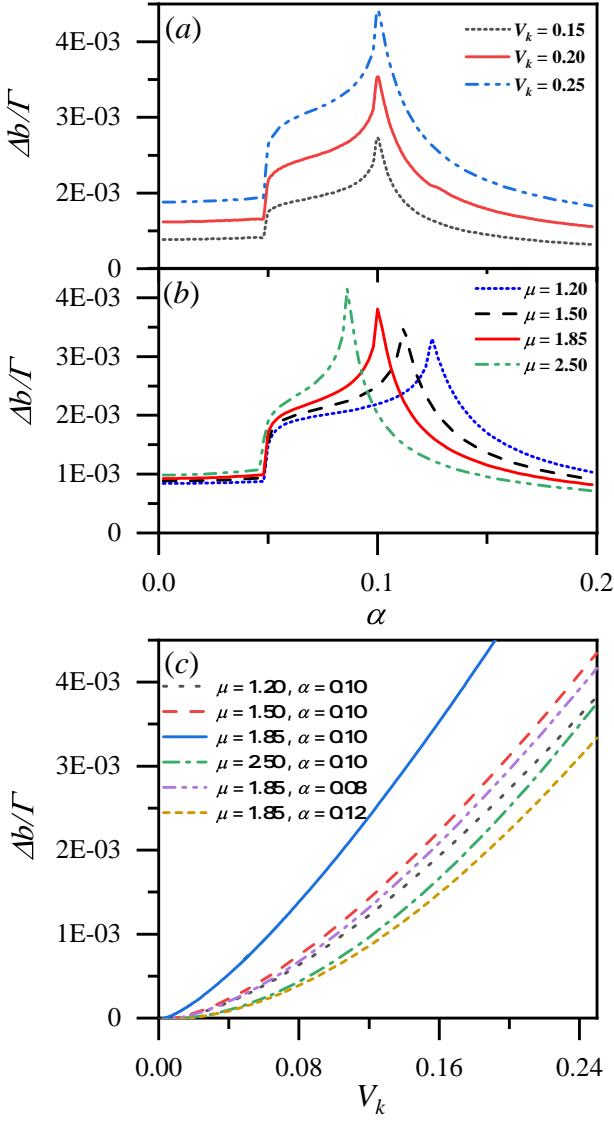 (a)
V_k = 0.15
V_k = 0.20
V_k = 0.25
4E-03
3E-03
2E-03
0
Δb/Γ
(b)
μ = 1.20
μ = 1.50
μ = 1.85
μ = 2.50
4E-03
3E-03
2E-03
1E-03
0
Δb/Γ
0.0
0.1
0.2
α
(c)
μ = 1.20 , α = 0.10
μ = 1.50 , α = 0.10
μ = 1.85 , α = 0.10
μ = 2.50 , α = 0.10
μ = 1.85 , α = 0.08
μ = 1.85 , α = 0.12
4E-03
3E-03
2E-03
1E-03
0
Δb/Γ
0.00
0.08
0.16
0.24
V_k